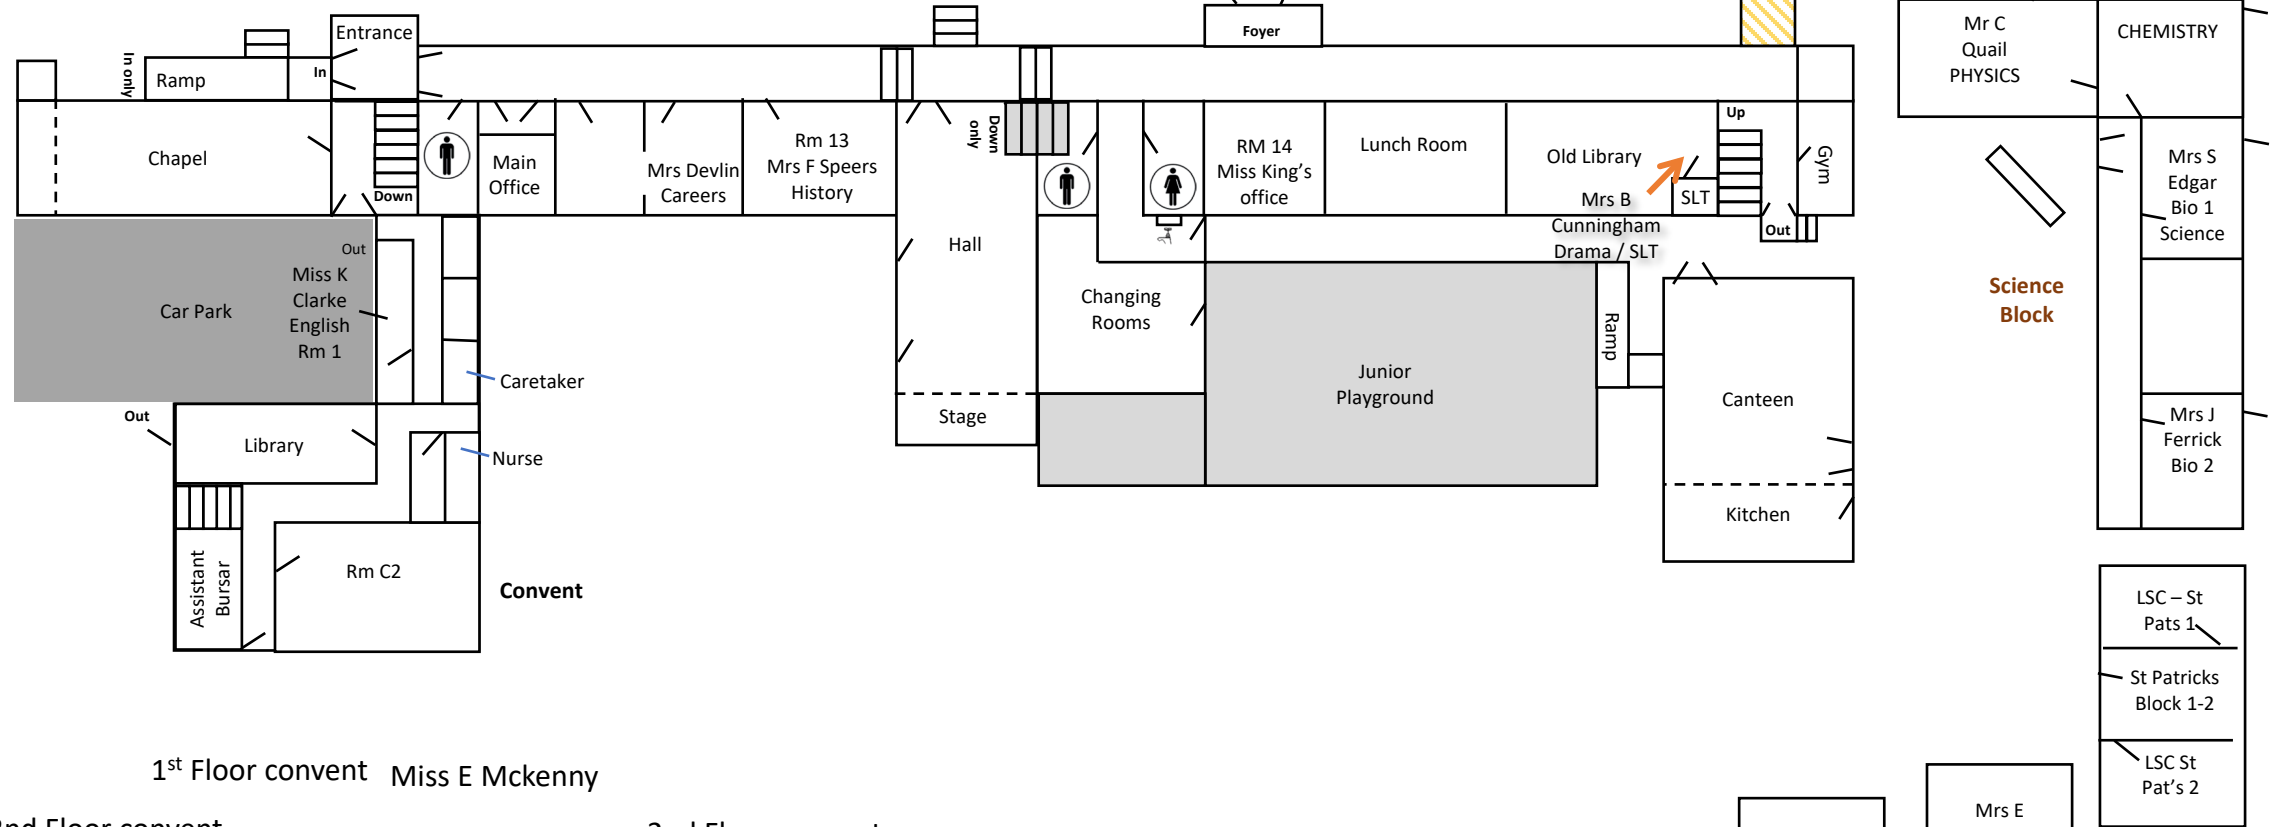 Entrance
In only
Ramp
In
Foyer
Chapel
Down
Main
Office
Mrs Devlin
Careers
Rm 13
Mrs F Speers
History
Down
only
Hall
Stage
RM 14
Miss King's
office
Lunch Room
Old Library
Mrs B
Cunningham
Drama / SLT
SLT
Up
Out
Gym
Mr C
Quail
PHYSICS
CHEMISTRY
Mrs S
Edgar
Bio 1
Science
Science
Block
Mrs J
Ferrick
Bio 2
Car Park
Out
Miss K
Clarke
English
Rm 1
Caretaker
Out
Library
Nurse
Assistant
Bursar
Rm C2
Convent
Changing
Rooms
Junior
Playground
Ramp
Canteen
Kitchen
LSC – St
Pats 1
St Patricks
Block 1-2
LSC St
Pat's 2
Mrs E
1st Floor convent
Miss E Mckenny